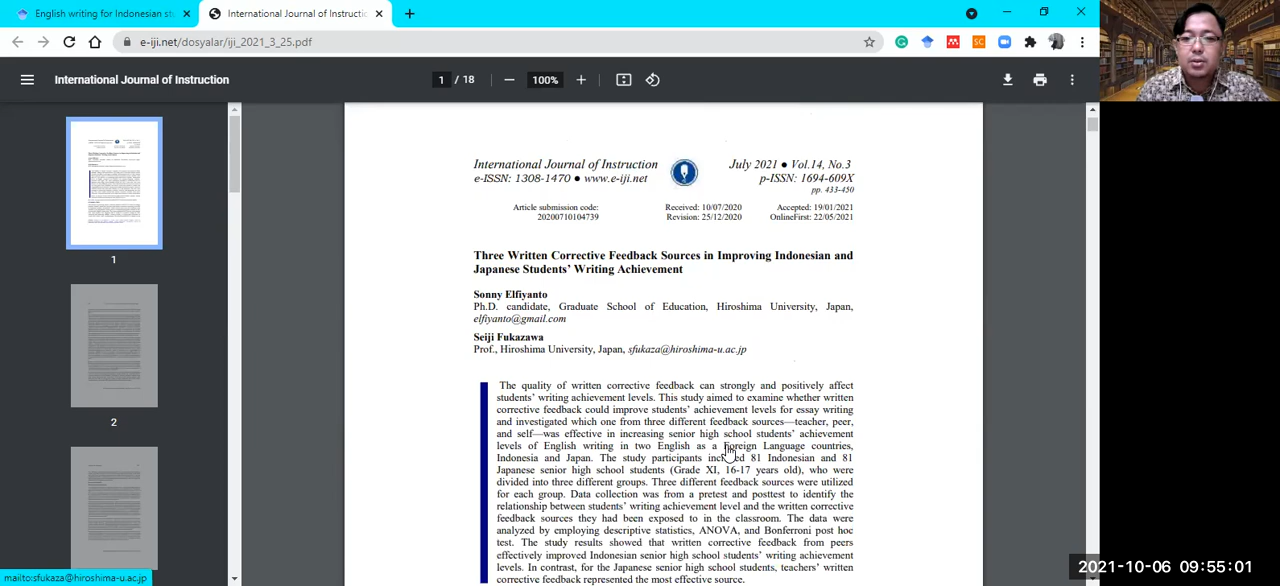 English writing for Indonesian stu
International Journal of Instructic
e-iji.net/dosyalar/iji_2021_3_25.pdf
International Journal of Instruction
1 / 18
100%
International Journal of Instruction
e-ISSN: 1308-1470 ● www.e-iji.net
July 2021 ● Vol.14, No.3
p-ISSN: 1694-609X
pp. 433-450
Article submission code:
20200710104739
Received: 10/07/2020
Revision: 25/12/2020
Accepted: 19/01/2021
OnlineFirst: 22/05/2021
Three Written Corrective Feedback Sources in Improving Indonesian and
Japanese Students' Writing Achievement
Sonny Elfiyanto
Ph.D. candidate, Graduate School of Education, Hiroshima University, Japan,
elfiyanto@gmail.com
Seiji Fukazawa
Prof., Hiroshima University, Japan, sfukaza@hiroshima-u.ac.jp
The quality of written corrective feedback can strongly and positively affect
students' writing achievement levels. This study aimed to examine whether written
corrective feedback could improve students' achievement levels for essay writing
and investigated which one from three different feedback sources—teacher, peer,
and self—was effective in increasing senior high school students' achievement
levels of English writing in two English as a Foreign Language countries,
Indonesia and Japan. The study participants included 81 Indonesian and 81
Japanese senior high school students (Grade XI, 16-17 years old), who were
divided into three different groups. Three different feedback sources were utilized
for each group. Data collection was from a pretest and posttest to identify the
relationship between students' writing achievement level and the written corrective
feedback sources they had been exposed to in the classroom. The data were
analyzed by employing descriptive statistics, ANOVA, and Bonferroni post hoc
test. The study results showed that written corrective feedback from peers
effectively improved Indonesian senior high school students' writing achievement
levels. In contrast, for the Japanese senior high school students, teachers' written
corrective feedback represented the most effective source.
1
2
mailto:sfukaza@hiroshima-u.ac.jp
2021-10-06 09:55:01